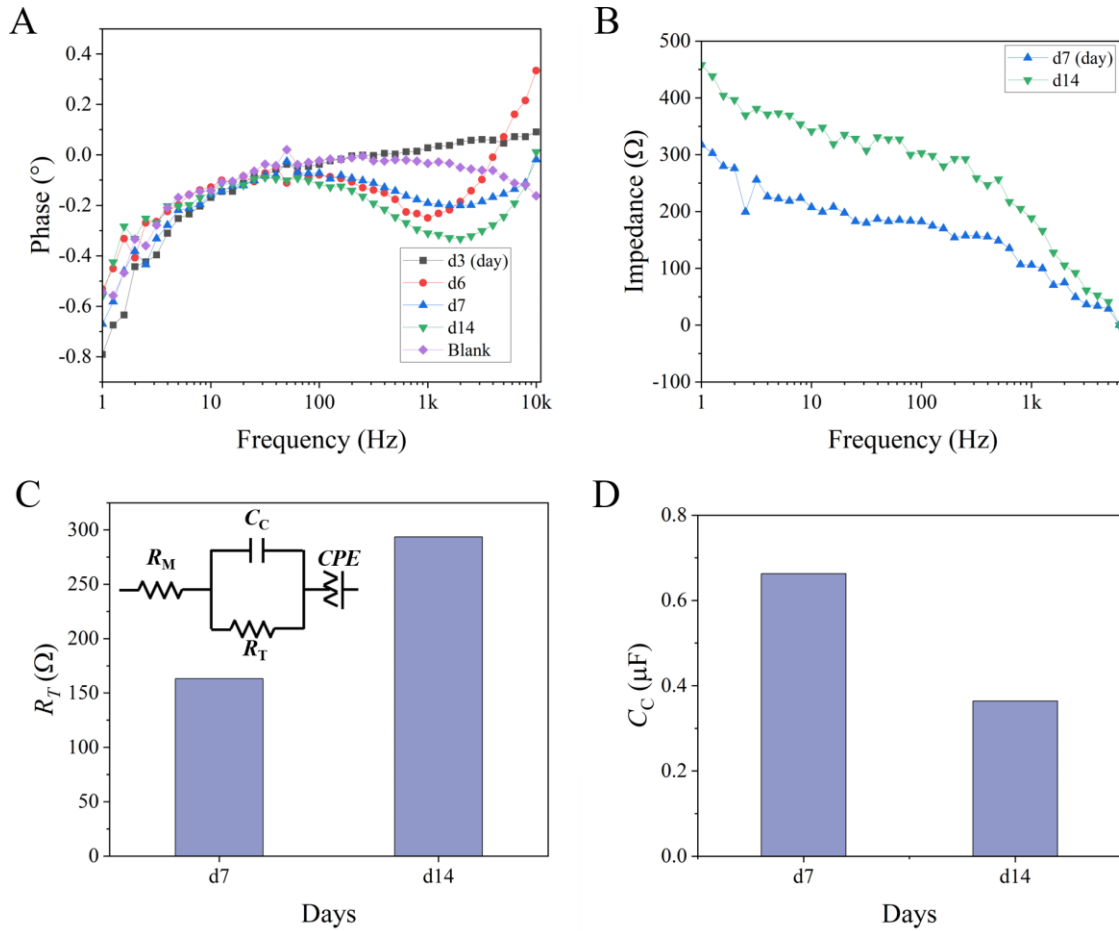 A
Phase (°)
0.4
0.2
0.0
-0.2
-0.4
-0.6
-0.8
1
10
100
1k
10k
Frequency (Hz)
d3 (day)
d6
d7
d14
Blank
B
Impedance (Ω)
500
400
300
200
100
0
-100
1
10
100
1k
Frequency (Hz)
d7 (day)
d14
C
R_T (Ω)
300
250
200
150
100
50
0
d7
d14
Days
C_C
R_M
CPE
R_T
D
C_C (μF)
0.8
0.6
0.4
0.2
0.0
d7
d14
Days